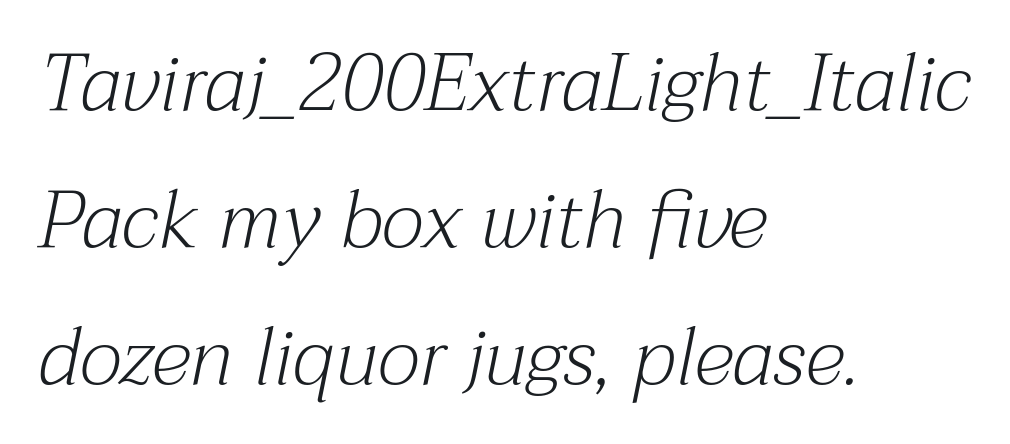 Taviraj_200ExtraLight_Italic
Pack my box with five
dozen liquor jugs, please.